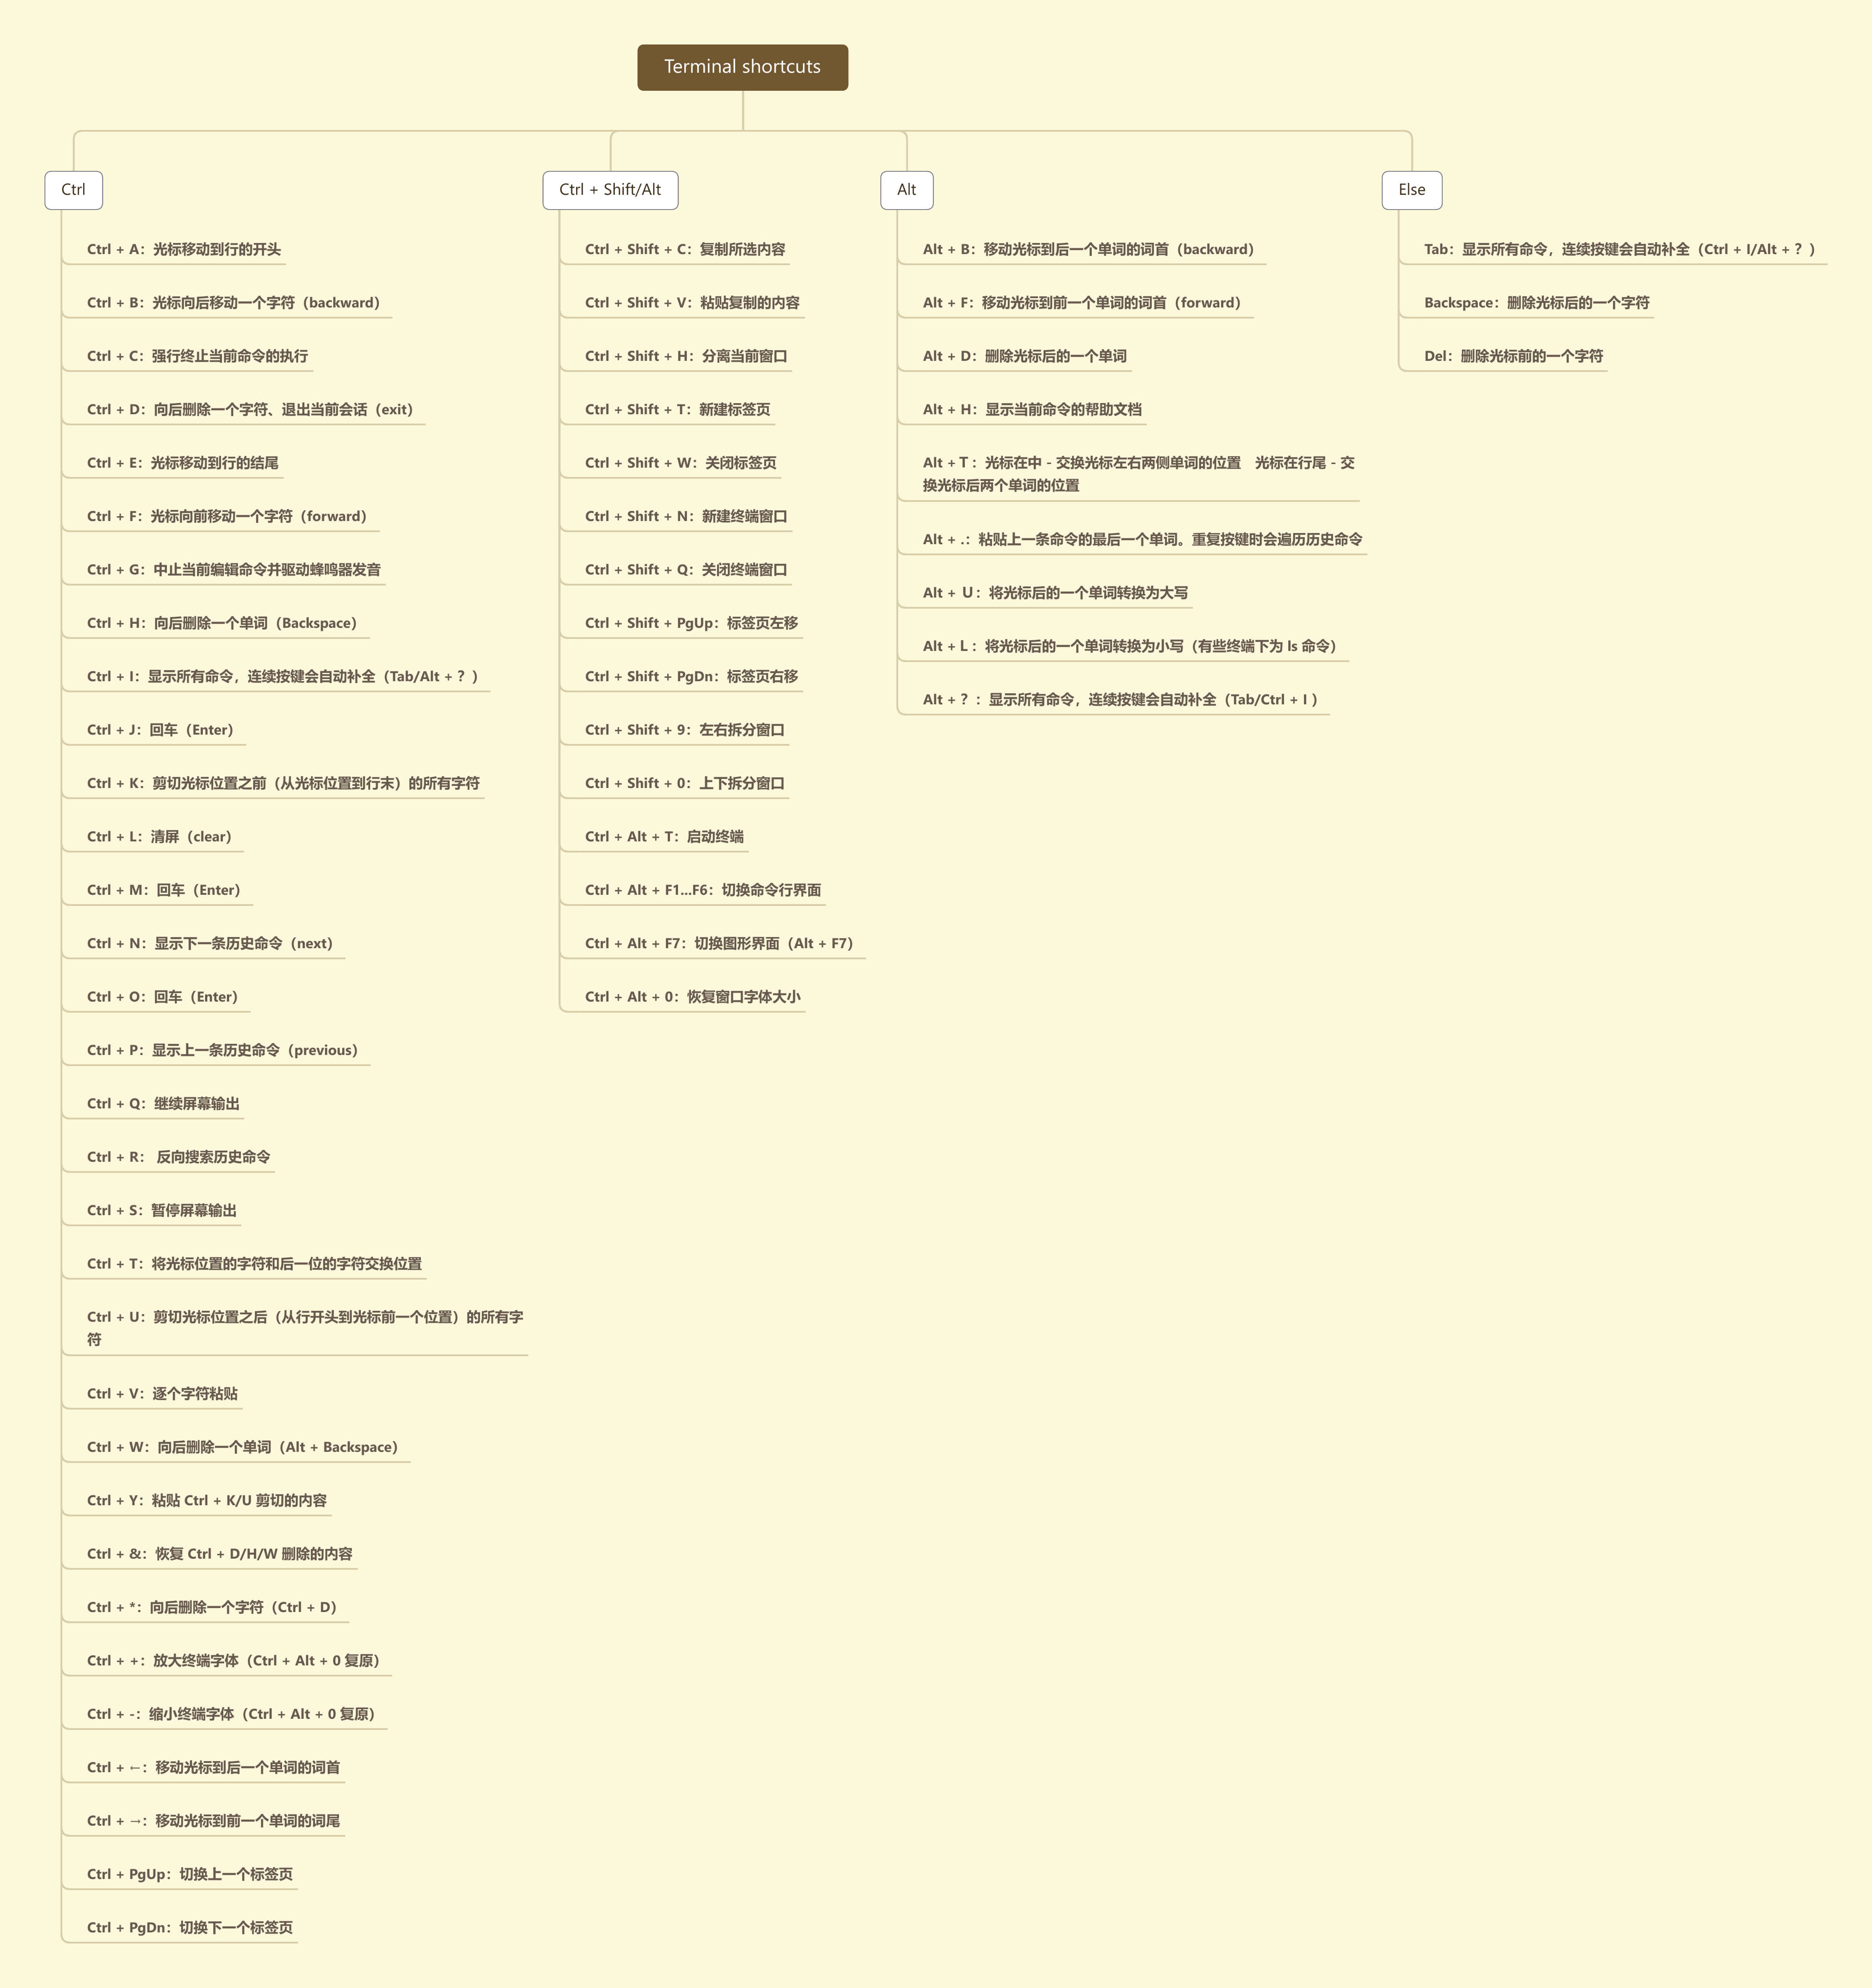 Terminal shortcuts
Ctrl
Ctrl + A：光标移动到行的开头
Ctrl + B：光标向后移动一个字符（backward）
Ctrl + C：强行终止当前命令的执行
Ctrl + D：向后删除一个字符、退出当前会话（exit）
Ctrl + E：光标移动到行的结尾
Ctrl + F：光标向前移动一个字符（forward）
Ctrl + G：中止当前编辑命令并驱动蜂鸣器发音
Ctrl + H：向后删除一个单词（Backspace）
Ctrl + I：显示所有命令，连续按键会自动补全（Tab/Alt + ？）
Ctrl + J：回车（Enter）
Ctrl + K：剪切光标位置之前（从光标位置到行末）的所有字符
Ctrl + L：清屏（clear）
Ctrl + M：回车（Enter）
Ctrl + N：显示下一条历史命令（next）
Ctrl + O：回车（Enter）
Ctrl + P：显示上一条历史命令（previous）
Ctrl + Q：继续屏幕输出
Ctrl + R： 反向搜索历史命令
Ctrl + S：暂停屏幕输出
Ctrl + T：将光标位置的字符和后一位的字符交换位置
Ctrl + U：剪切光标位置之后（从行开头到光标前一个位置）的所有字
符
Ctrl + V：逐个字符粘贴
Ctrl + W：向后删除一个单词（Alt + Backspace）
Ctrl + Y：粘贴 Ctrl + K/U 剪切的内容
Ctrl + &：恢复 Ctrl + D/H/W 删除的内容
Ctrl + *：向后删除一个字符（Ctrl + D）
Ctrl + +：放大终端字体（Ctrl + Alt + 0 复原）
Ctrl + -：缩小终端字体（Ctrl + Alt + 0 复原）
Ctrl + ←：移动光标到后一个单词的词首
Ctrl + →：移动光标到前一个单词的词尾
Ctrl + PgUp：切换上一个标签页
Ctrl + PgDn：切换下一个标签页
Ctrl + Shift/Alt
Ctrl + Shift + C：复制所选内容
Ctrl + Shift + V：粘贴复制的内容
Ctrl + Shift + H：分离当前窗口
Ctrl + Shift + T：新建标签页
Ctrl + Shift + W：关闭标签页
Ctrl + Shift + N：新建终端窗口
Ctrl + Shift + Q：关闭终端窗口
Ctrl + Shift + PgUp：标签页左移
Ctrl + Shift + PgDn：标签页右移
Ctrl + Shift + 9：左右拆分窗口
Ctrl + Shift + 0：上下拆分窗口
Ctrl + Alt + T：启动终端
Ctrl + Alt + F1...F6：切换命令行界面
Ctrl + Alt + F7：切换图形界面（Alt + F7）
Ctrl + Alt + 0：恢复窗口字体大小
Alt
Alt + B：移动光标到后一个单词的词首（backward）
Alt + F：移动光标到前一个单词的词首（forward）
Alt + D：删除光标后的一个单词
Alt + H：显示当前命令的帮助文档
Alt + T：光标在中 - 交换光标左右两侧单词的位置　光标在行尾 - 交
换光标后两个单词的位置
Alt + .：粘贴上一条命令的最后一个单词。重复按键时会遍历历史命令
Alt + U：将光标后的一个单词转换为大写
Alt + L：将光标后的一个单词转换为小写（有些终端下为 ls 命令）
Alt + ？：显示所有命令，连续按键会自动补全（Tab/Ctrl + I ）
Else
Tab：显示所有命令，连续按键会自动补全（Ctrl + I/Alt + ？）
Backspace：删除光标后的一个字符
Del：删除光标前的一个字符